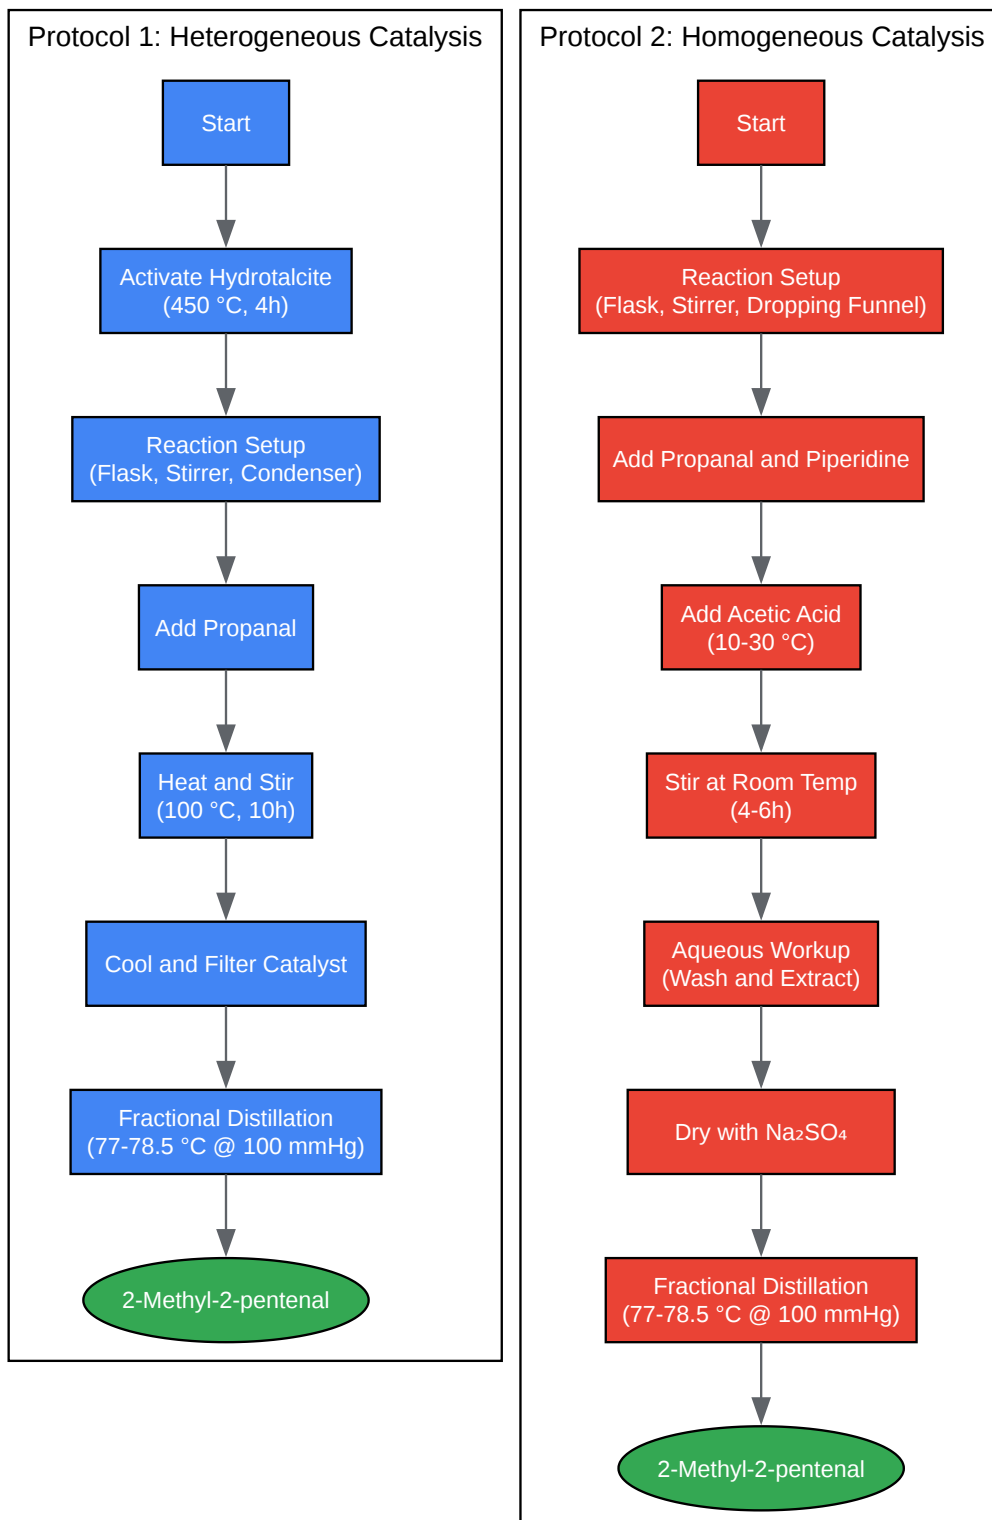 Protocol 1: Heterogeneous Catalysis
Start
Activate Hydrotalcite
(450 °C, 4h)
Reaction Setup
(Flask, Stirrer, Condenser)
Add Propanal
Heat and Stir
(100 °C, 10h)
Cool and Filter Catalyst
Fractional Distillation
(77-78.5 °C @ 100 mmHg)
2-Methyl-2-pentenal
Protocol 2: Homogeneous Catalysis
Start
Reaction Setup
(Flask, Stirrer, Dropping Funnel)
Add Propanal and Piperidine
Add Acetic Acid
(10-30 °C)
Stir at Room Temp
(4-6h)
Aqueous Workup
(Wash and Extract)
Dry with Na₂SO₄
Fractional Distillation
(77-78.5 °C @ 100 mmHg)
2-Methyl-2-pentenal